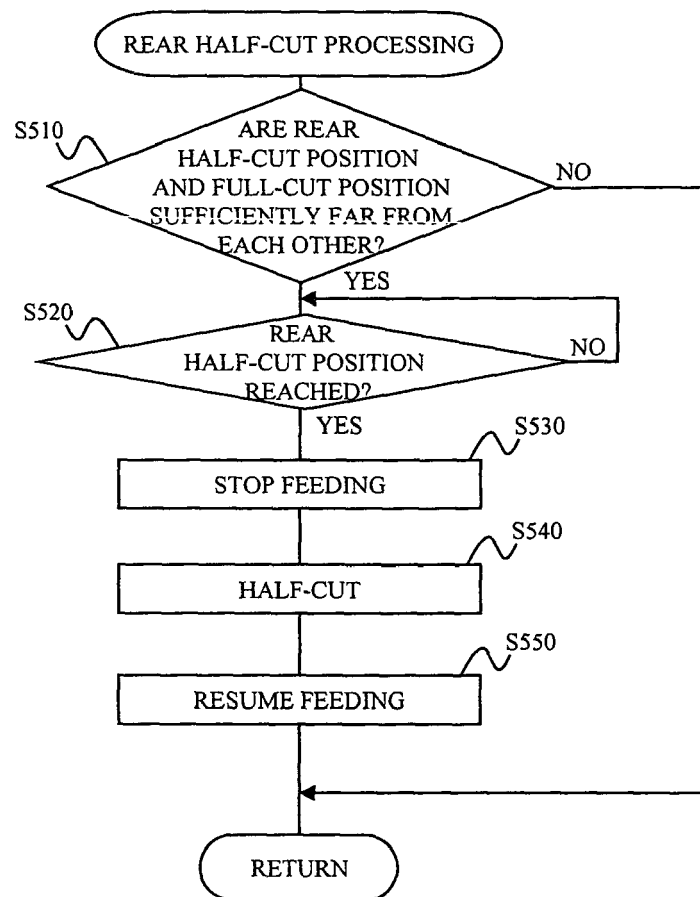 REAR HALF-CUT PROCESSING
S510
ARE REAR
HALF-CUT POSITION
AND FULL-CUT POSITION
SUFFICIENTLY FAR FROM
EACH OTHER?
NO
YES
S520
REAR
HALF-CUT POSITION
REACHED?
NO
YES
S530
STOP FEEDING
S540
HALF-CUT
S550
RESUME FEEDING
RETURN